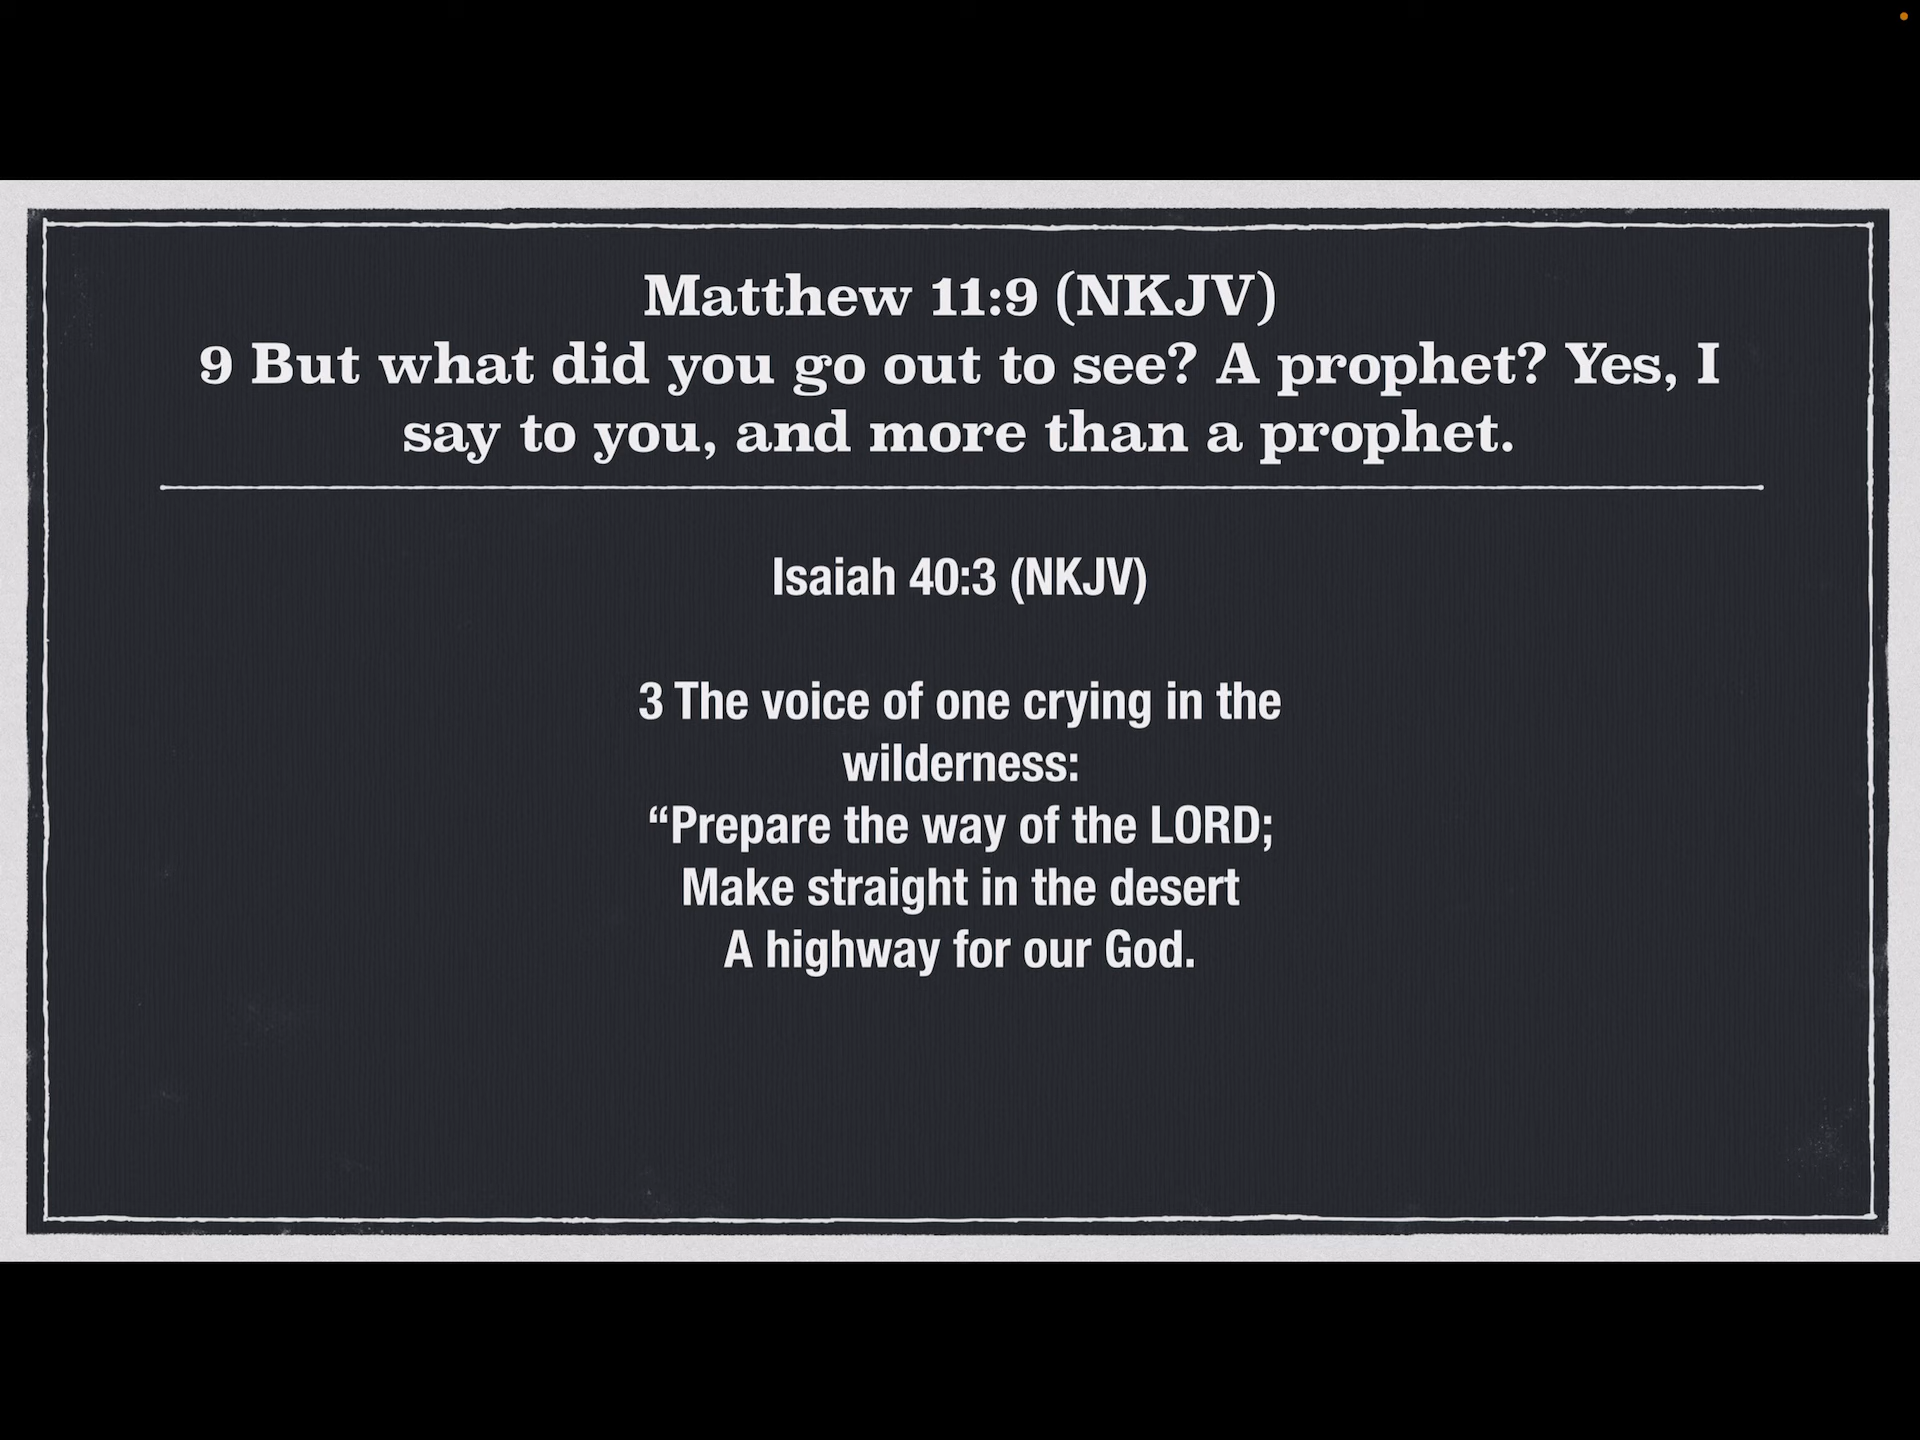 Matthew 11:9 (NKJV)
9 But what did you go out to see? A prophet? Yes, I
say to you, and more than a prophet.
Isaiah 40:3 (NKJV)
3 The voice of one crying in the
wilderness:
“Prepare the way of the LORD;
Make straight in the desert
A highway for our God.